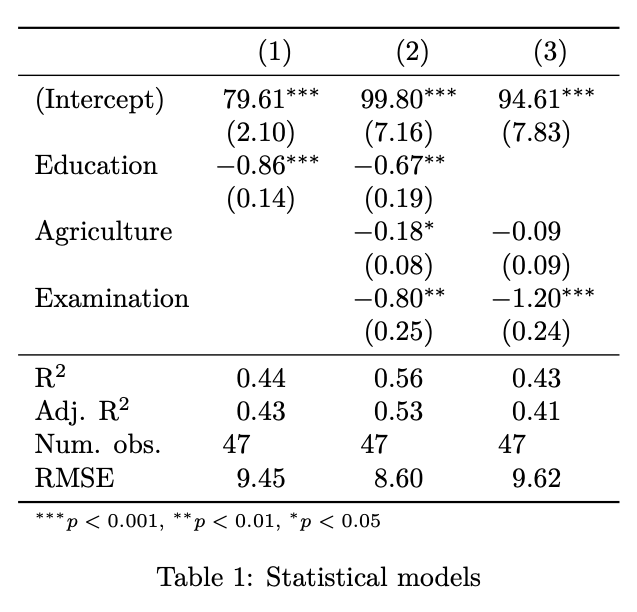 (1) (2) (3)
(Intercept) 79.61*** 99.80*** 94.61***
(2.10) (7.16) (7.83)
Education −0.86*** −0.67**
(0.14) (0.19)
Agriculture −0.18* −0.09
(0.08) (0.09)
Examination −0.80** −1.20***
(0.25) (0.24)
R² 0.44 0.56 0.43
Adj. R² 0.43 0.53 0.41
Num. obs. 47 47 47
RMSE 9.45 8.60 9.62
***p < 0.001, **p < 0.01, *p < 0.05
Table 1: Statistical models